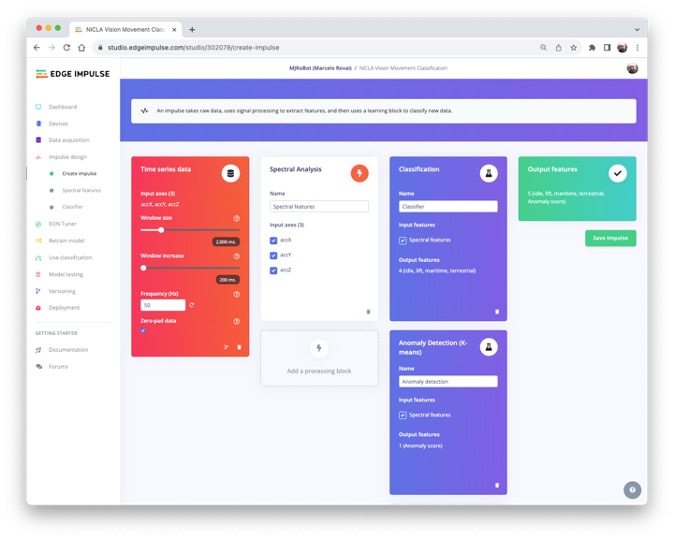 NICLA Vision Movement Class
studio.edgeimpulse.com/studio/302078/create-impulse
EDGE IMPULSE
MJRoBot (Marcelo Rovai) / NICLA Vision Movement Classification
Dashboard
Devices
Data acquisition
Impulse design
Create impulse
Spectral features
Classifier
EON Tuner
Retrain model
Live classification
Model testing
Versioning
Deployment
GETTING STARTED
Documentation
Forums
An impulse takes raw data, uses signal processing to extract features, and then uses a learning block to classify new data.
Time series data
Input axes (3)
accX, accY, accZ
Window size
2,000 ms.
Window increase
200 ms.
Frequency (Hz)
50
Zero-pad data
Spectral Analysis
Name
Spectral features
Input axes (3)
accX
accY
accZ
Add a processing block
Classification
Name
Classifier
Input features
Spectral features
Output features
4 (idle, lift, maritime, terrestrial)
Anomaly Detection (K-
means)
Name
Anomaly detection
Input features
Spectral features
Output features
1 (Anomaly score)
Output features
5 (idle, lift, maritime, terrestrial,
Anomaly score)
Save Impulse